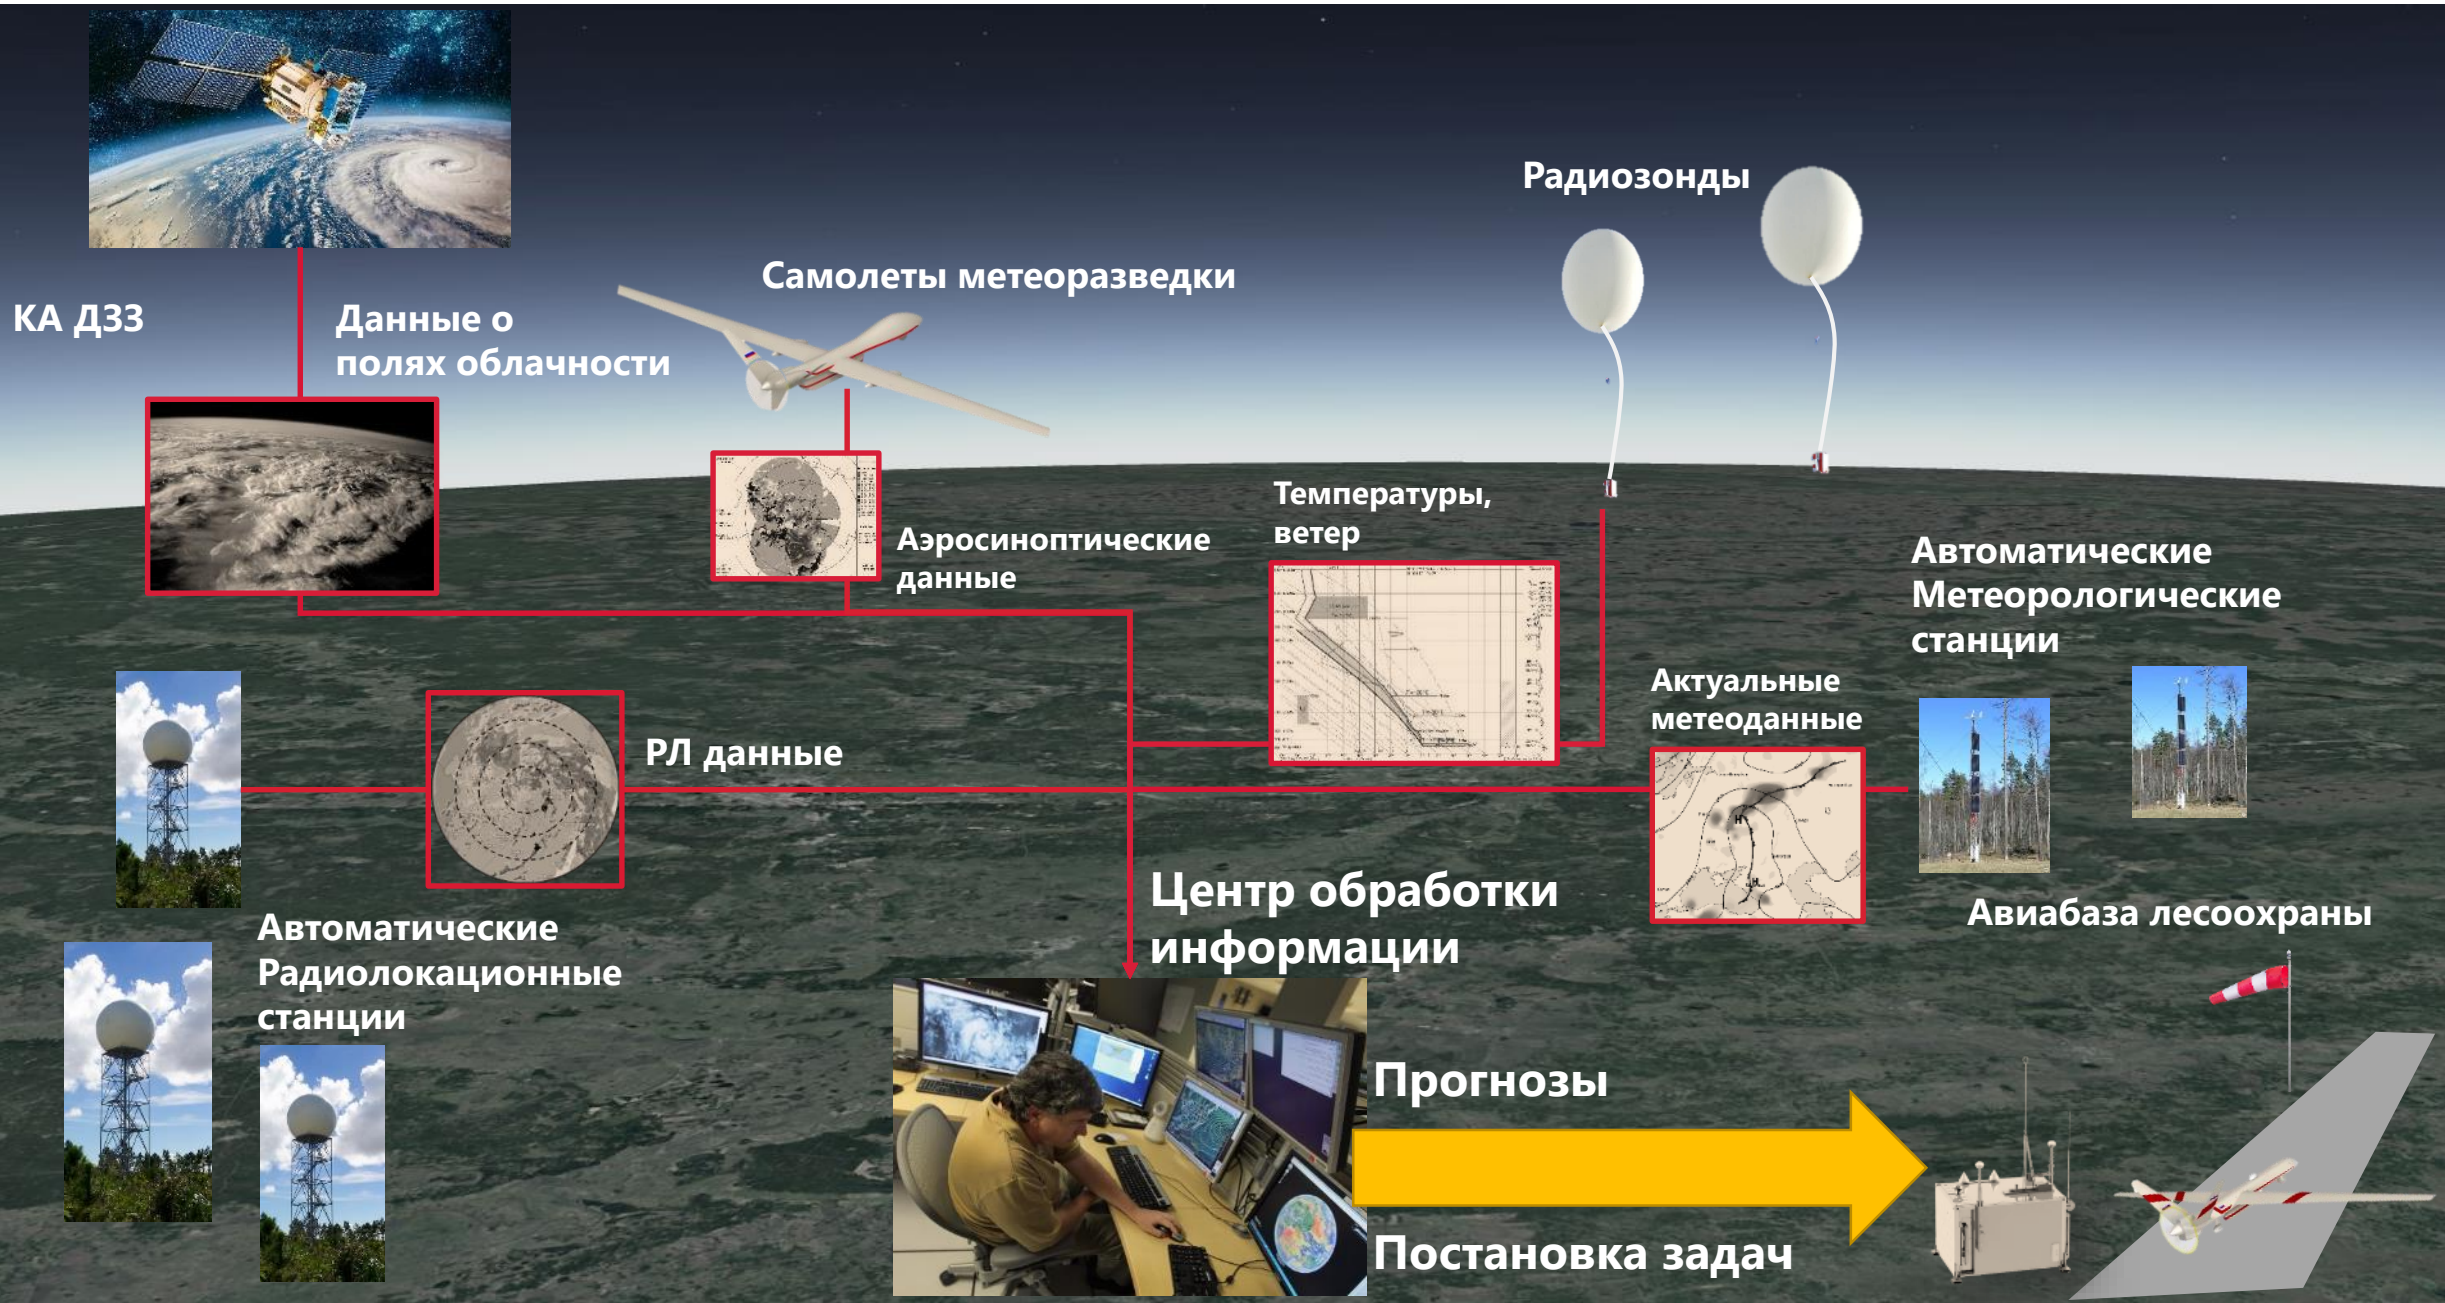 Радиозонды
Самолеты метеоразведки
КА ДЗЗ
Данные о
полях облачности
Температуры,
ветер
Аэросиноптические
данные
Автоматические
Метеорологические
станции
Актуальные
метеоданные
РЛ данные
Центр обработки
информации
Авиабаза лесоохраны
Автоматические
Радиолокационные
станции
Прогнозы
Постановка задач